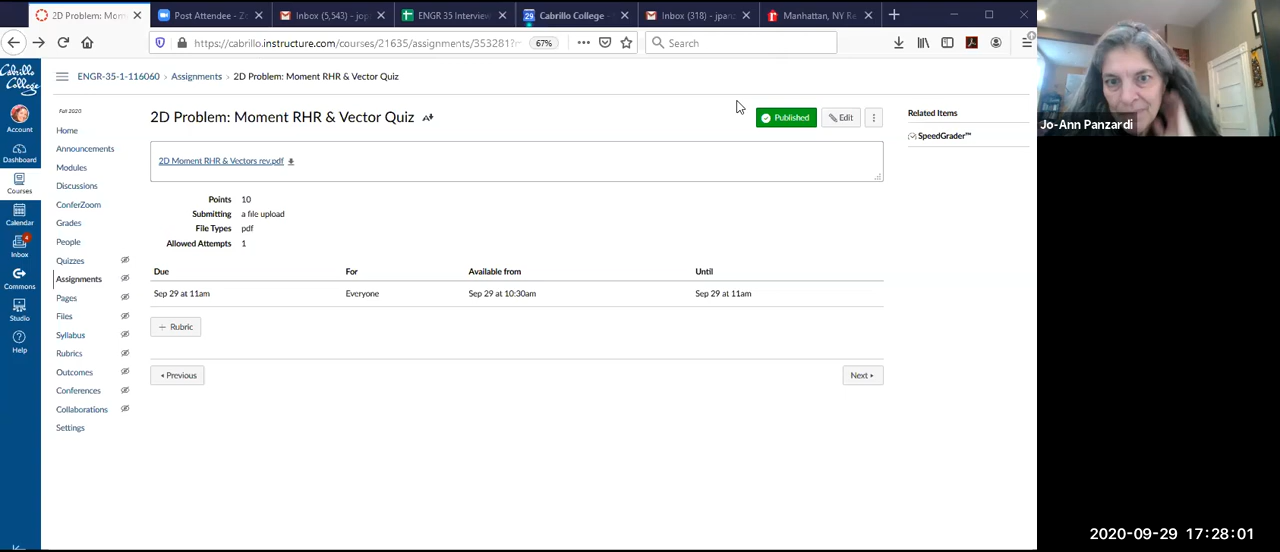 2D Problem: Mom
Post Attendee - Zo
Inbox (5,543) - jop
ENGR 35 Interview
Cabrillo College -
Inbox (318) - jpanz
Manhattan, NY Re
https://cabrillo.instructure.com/courses/21635/assignments/353281?m
67%
Search
Cabrillo College
ENGR-35-1-116060 > Assignments > 2D Problem: Moment RHR & Vector Quiz
Fall 2020
Account
Dashboard
Courses
Calendar
4
Inbox
Commons
Studio
Help
Home
Announcements
Modules
Discussions
ConferZoom
Grades
People
Quizzes
Assignments
Pages
Files
Syllabus
Rubrics
Outcomes
Conferences
Collaborations
Settings
2D Problem: Moment RHR & Vector Quiz
Published
Edit
2D Moment RHR & Vectors rev.pdf
Points 10
Submitting a file upload
File Types pdf
Allowed Attempts 1
Due For Available from Until
Sep 29 at 11am Everyone Sep 29 at 10:30am Sep 29 at 11am
+ Rubric
◂ Previous
Next ▸
Related Items
SpeedGrader™
Jo-Ann Panzardi
2020-09-29 17:28:01